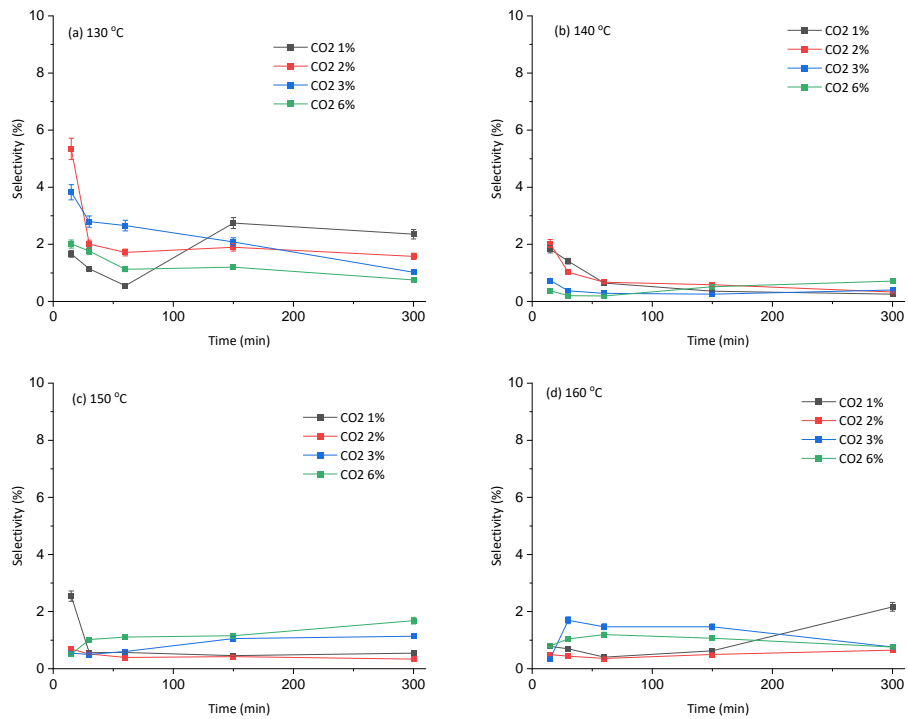 (a) 130 °C
CO2 1%
CO2 2%
CO2 3%
CO2 6%
10
8
6
4
2
0
Selectivity (%)
0
100
200
300
Time (min)
(b) 140 °C
CO2 1%
CO2 2%
CO2 3%
CO2 6%
10
8
6
4
2
0
Selectivity (%)
0
100
200
300
Time (min)
(c) 150 °C
CO2 1%
CO2 2%
CO2 3%
CO2 6%
10
8
6
4
2
0
Selectivity (%)
0
100
200
300
Time (min)
(d) 160 °C
CO2 1%
CO2 2%
CO2 3%
CO2 6%
10
8
6
4
2
0
Selectivity (%)
0
100
200
300
Time (min)